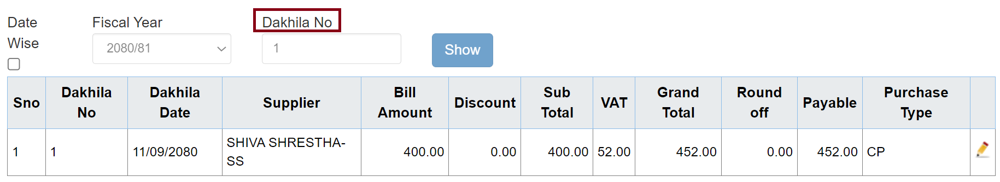 Date Wise
Fiscal Year
Dakhila No
2080/81
1
Show
Sno Dakhila No Dakhila Date Supplier Bill Amount Discount Sub Total VAT Grand Total Round off Payable Purchase Type
1 1 11/09/2080 SHIVA SHRESTHA-SS 400.00 0.00 400.00 52.00 452.00 0.00 452.00 CP